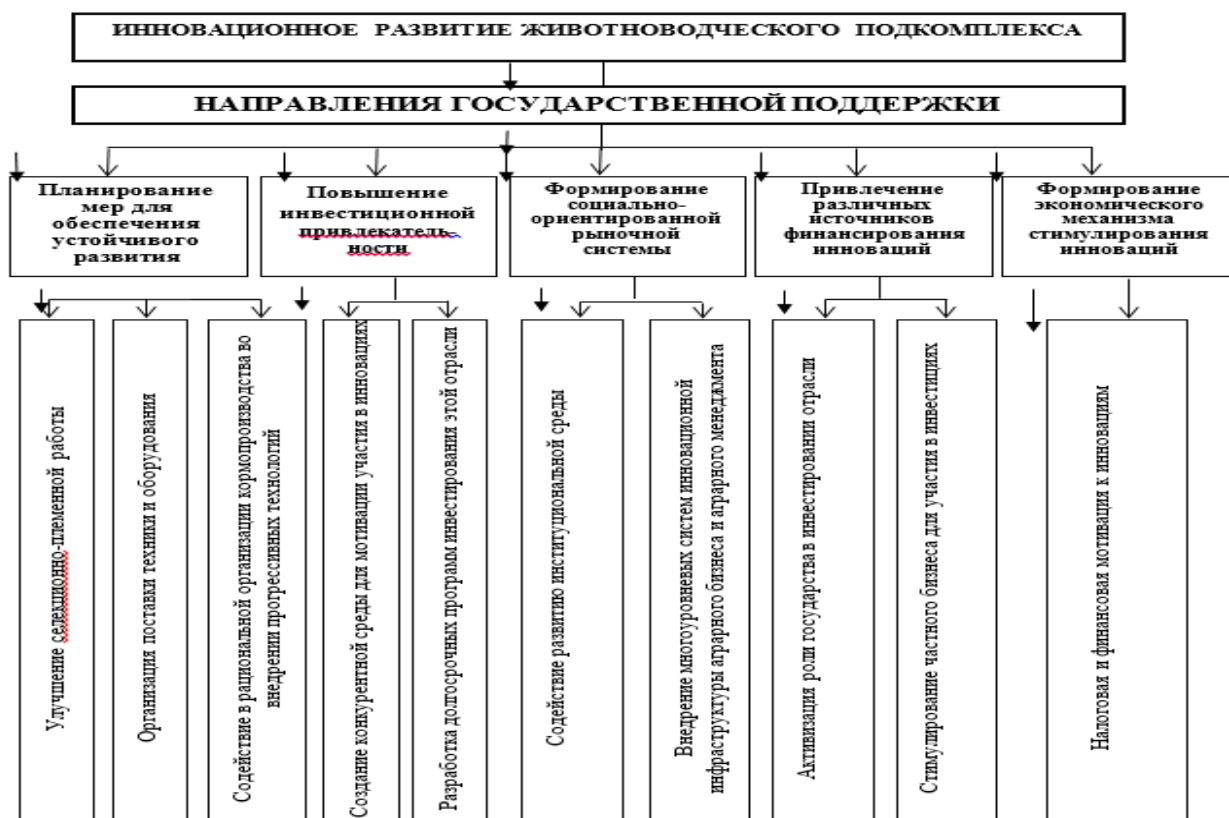 ИННОВАЦИОННОЕ РАЗВИТИЕ ЖИВОТНОВОДЧЕСКОГО ПОДКОМПЛЕКСА
НАПРАВЛЕНИЯ ГОСУДАРСТВЕННОЙ ПОДДЕРЖКИ
Планирование
мер для
обеспечения
устойчивого
развития
Повышение
инвестиционной
привлекатель-
ности
Формирование
социально-
ориентированной
рыночной
системы
Привлечение
различных
источников
финансирования
инноваций
Формирование
экономического
механизма
стимулирования
инноваций
Улучшение селекционно-племенной работы
Организация поставки техники и оборудования
Содействие в рациональной организации кормопроизводства во
внедрении прогрессивных технологий
Создание конкурентной среды для мотивации участия в инновациях
Разработка долгосрочных программ инвестирования этой отрасли
Содействие развитию институциональной среды
Внедрение многоуровневых систем инновационной
инфраструктуры аграрного бизнеса и аграрного менеджмента
Активизация роли государства в инвестировании отрасли
Стимулирование частного бизнеса для участия в инвестициях
Налоговая и финансовая мотивация к инновациям